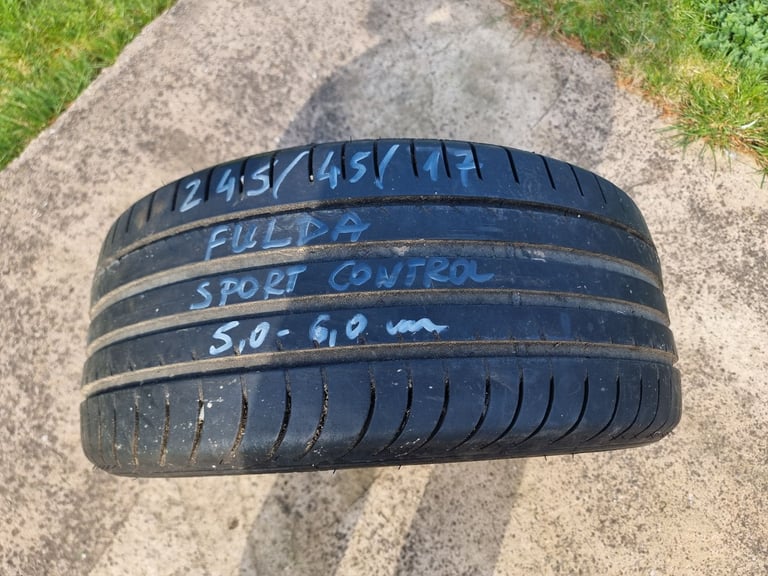 245/45/17
FULDA
SPORT CONTROL
5,0-6,0 mm